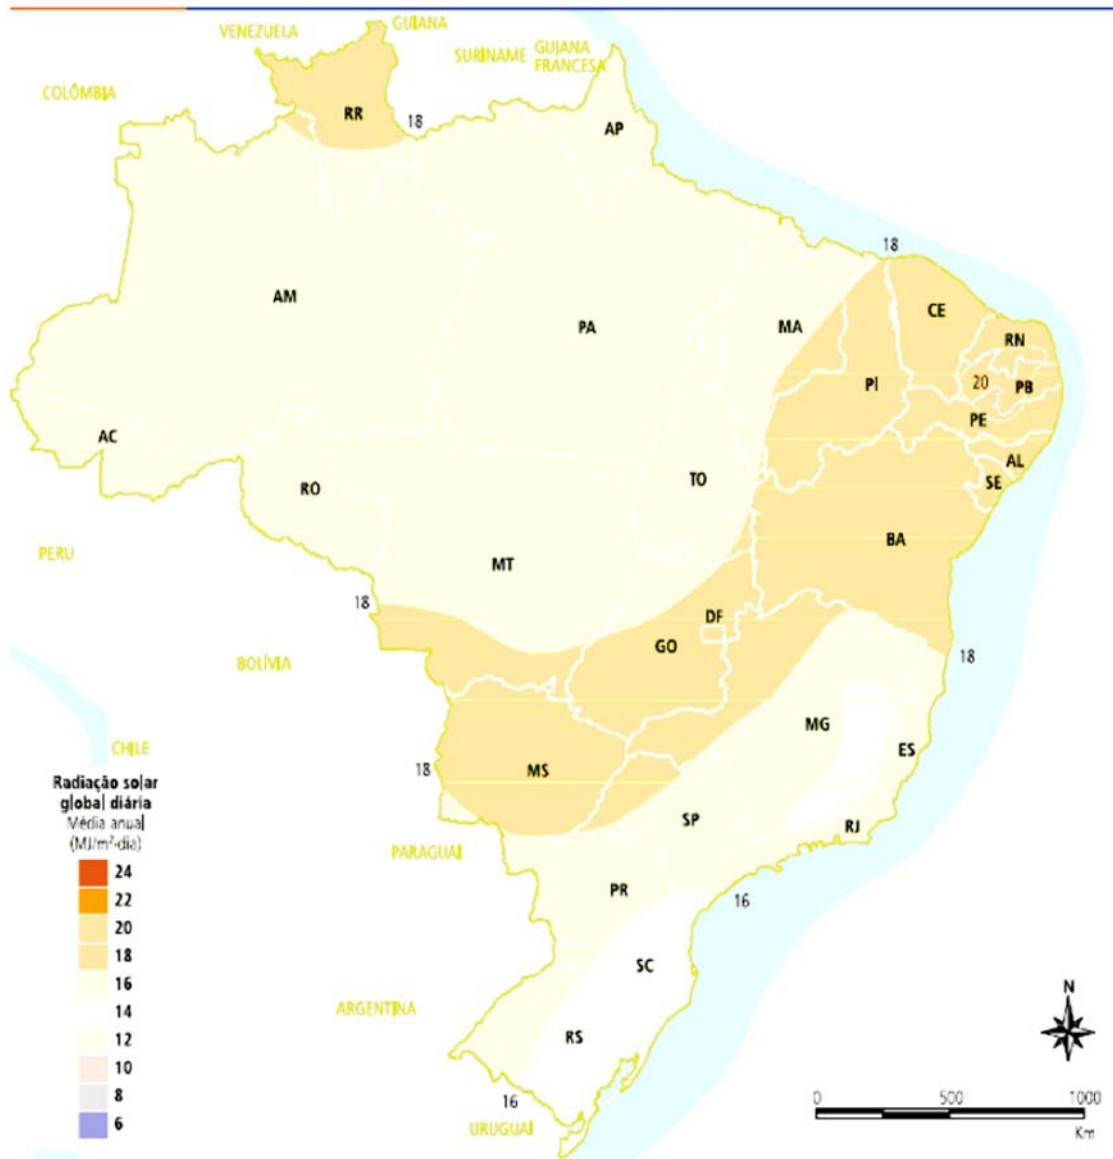 GUIANA
VENEZUELA
SURINAME
GUIANA
FRANCESA
COLÔMBIA
RR
18
AP
18
AM
PA
MA
CE
RN
PI
20
PB
PE
AC
AL
RO
TO
SE
BA
PERU
MT
18
DF
GO
BOLÍVIA
18
MG
CHILE
ES
18
MS
Radiação solar
global diária
Média anual
(MJ/m².dia)
SP
RJ
PARAGUAI
24
22
PR
16
20
18
SC
16
N
14
ARGENTINA
RS
12
10
8
16
0 500 1000
6
URUGUAI
Km